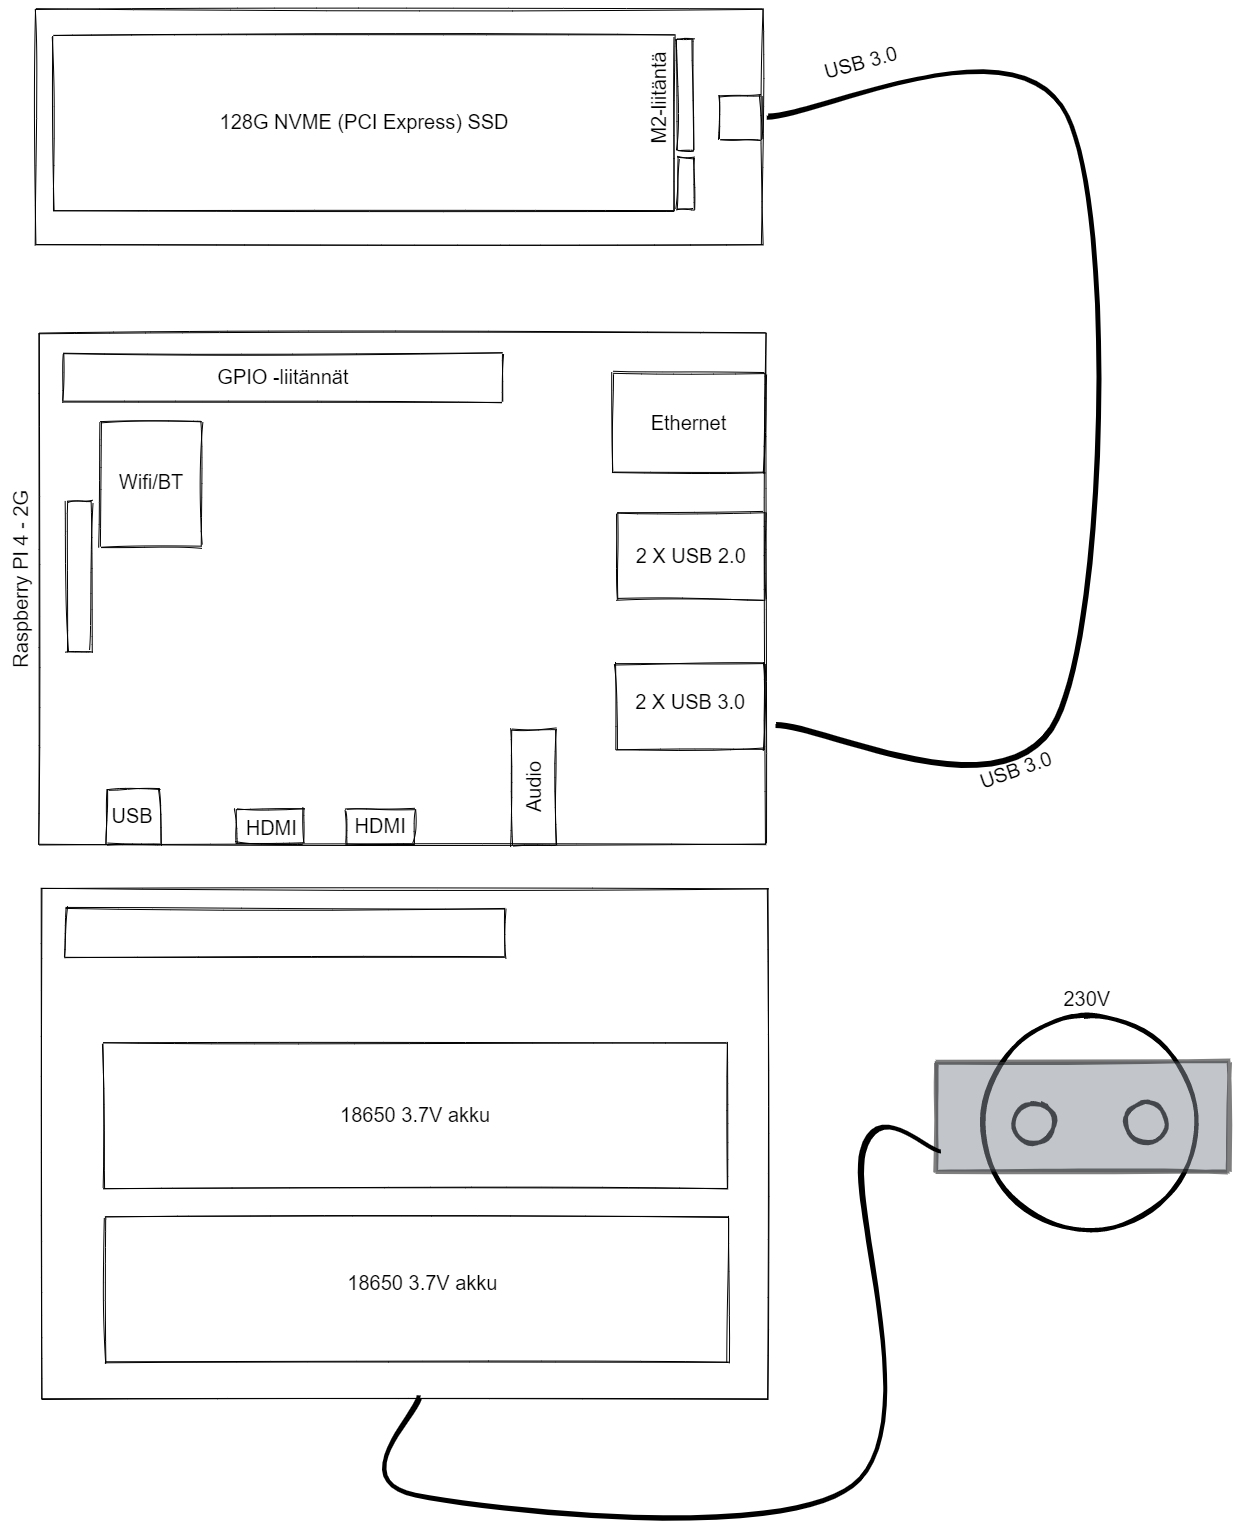 USB 3.0
M2-liitäntä
128G NVME (PCI Express) SSD
GPIO -liitännät
Ethernet
Wifi/BT
Raspberry PI 4 - 2G
2 X USB 2.0
2 X USB 3.0
USB 3.0
Audio
USB
HDMI
HDMI
230V
18650 3.7V akku
18650 3.7V akku